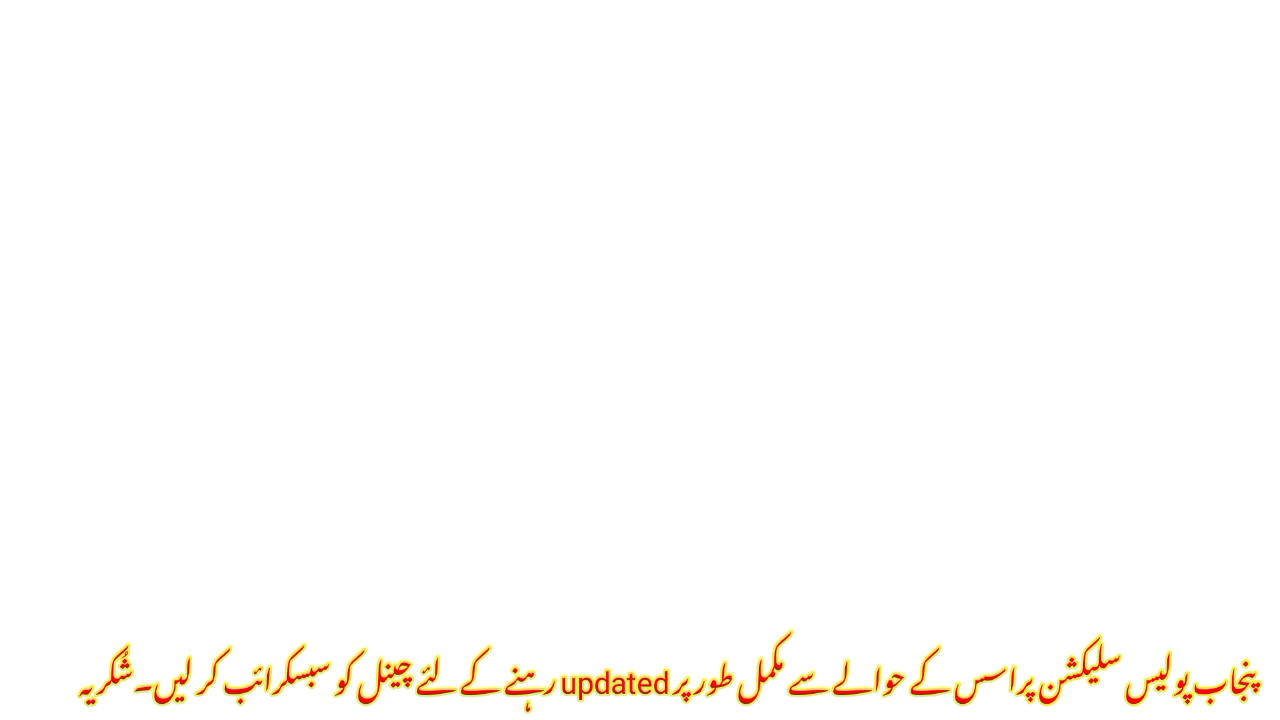 پنجاب پولیس سلیکشن پراسس کے حوالے سے مکمل طور پر updated رہنے کے لئے چینل کو سبسکرائب کر لیں۔ شُکریہ